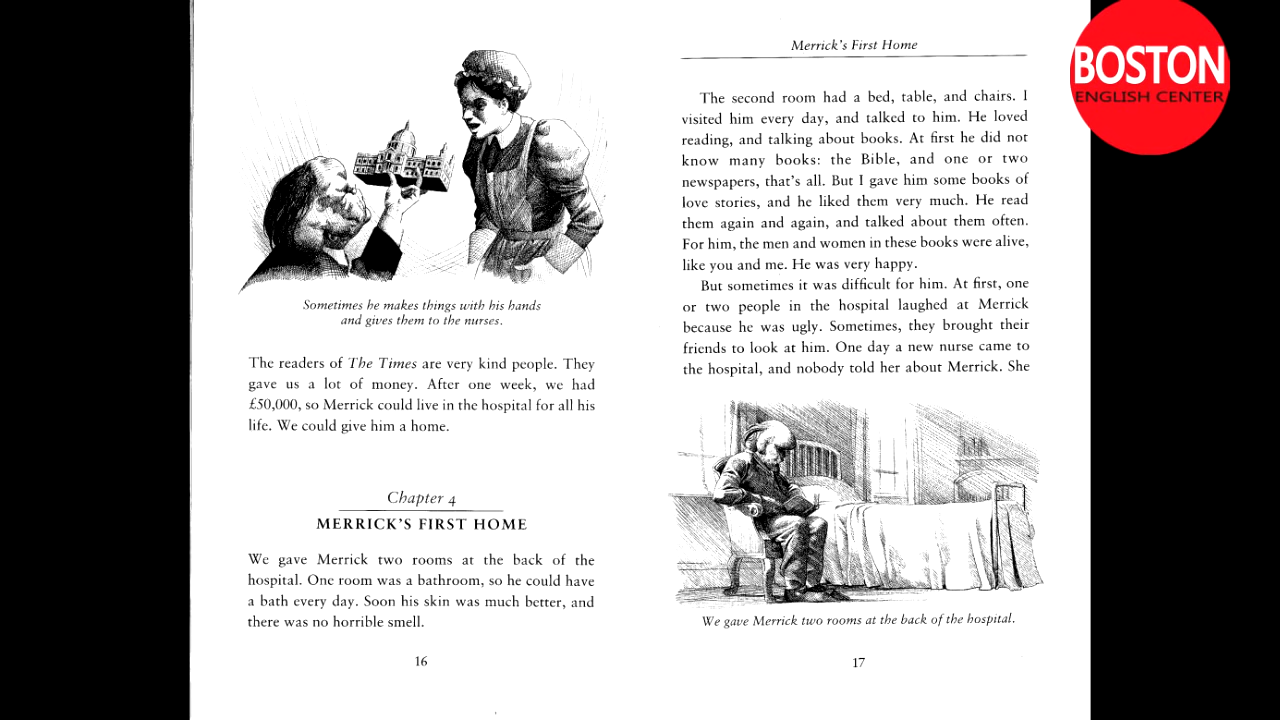 Sometimes he makes things with his hands
and gives them to the nurses.
The readers of The Times are very kind people. They
gave us a lot of money. After one week, we had
£50,000, so Merrick could live in the hospital for all his
life. We could give him a home.
Chapter 4
MERRICK'S FIRST HOME
We gave Merrick two rooms at the back of the
hospital. One room was a bathroom, so he could have
a bath every day. Soon his skin was much better, and
there was no horrible smell.
16
Merrick's First Home
The second room had a bed, table, and chairs. I
visited him every day, and talked to him. He loved
reading, and talking about books. At first he did not
know many books: the Bible, and one or two
newspapers, that's all. But I gave him some books of
love stories, and he liked them very much. He read
them again and again, and talked about them often.
For him, the men and women in these books were alive,
like you and me. He was very happy.
But sometimes it was difficult for him. At first, one
or two people in the hospital laughed at Merrick
because he was ugly. Sometimes, they brought their
friends to look at him. One day a new nurse came to
the hospital, and nobody told her about Merrick. She
We gave Merrick two rooms at the back of the hospital.
17
BOSTON
ENGLISH CENTER